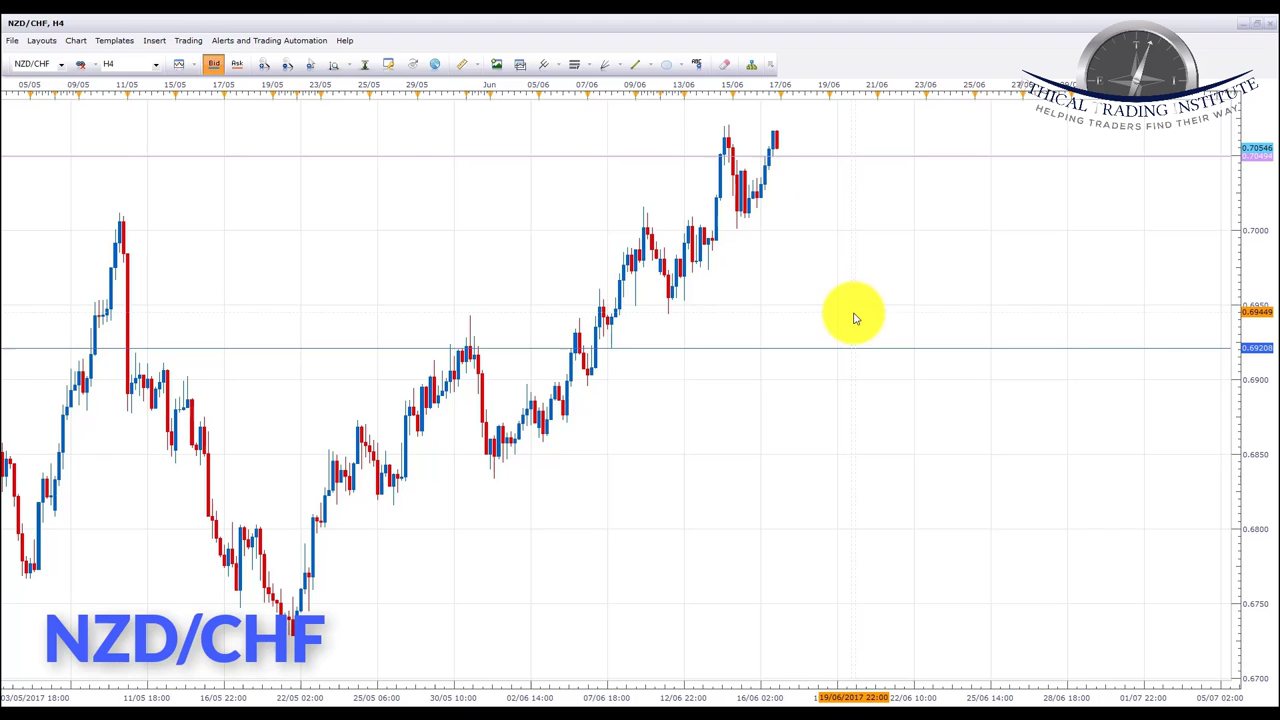 NZD/CHF, H4
File Layouts Chart Templates Insert Trading Alerts and Trading Automation Help
NZD/CHF H4 Bid Ask
05/05 09/05 11/05 15/05 17/05 19/05 23/05 25/05 29/05 31/05 Jun 05/06 07/06 09/06 13/06 15/06 17/06 19/06 21/06 23/06 25/06
THICAL TRADING INSTITUTE
HELPING TRADERS FIND THEIR WAY
0.70546
0.70494
0.7000
0.6950
0.69449
0.69208
0.6900
0.6850
0.6800
0.6750
0.6700
NZD/CHF
03/05/2017 18:00 11/05 18:00 16/05 22:00 22/05 02:00 25/05 06:00 30/05 10:00 02/06 14:00 07/06 18:00 12/06 22:00 16/06 02:00 19/06/2017 22:00 22/06 10:00 25/06 14:00 28/06 18:00 01/07 22:00 05/07 02:00